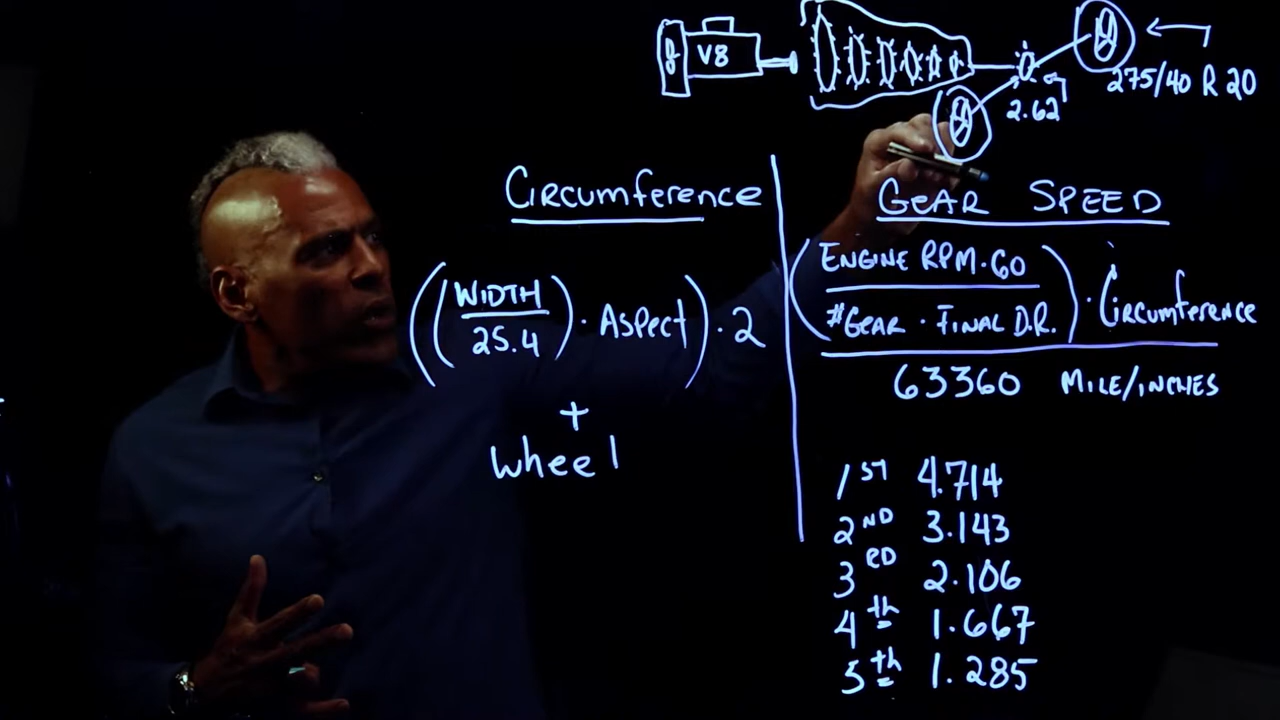 V8
2.62
275/40 R 20
CIRCUMFERENCE
((WIDTH / 25.4) · ASPECT) · 2
+
Wheel
GEAR SPEED
(ENGINE RPM · 60 / #GEAR · FINAL D.R.) · CIRCUMFERENCE
63360 MILE/INCHES
1ST 4.714
2ND 3.143
3RD 2.106
4th 1.667
5th 1.285